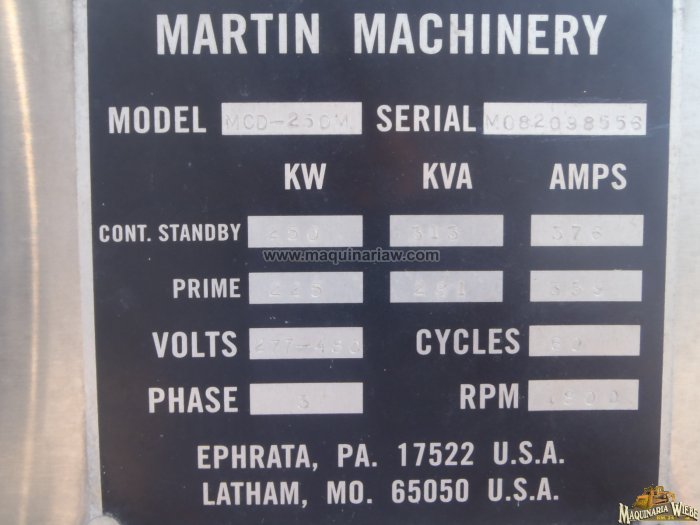 MARTIN MACHINERY
MODEL MCD-250M SERIAL M082098556
KW KVA AMPS
CONT. STANDBY 250 313 376
www.maquinariaw.com
PRIME 225 281
VOLTS 277-480 CYCLES 60
PHASE 3 RPM 1800
EPHRATA, PA. 17522 U.S.A.
LATHAM, MO. 65050 U.S.A.
MAQUINARIA WIEBE